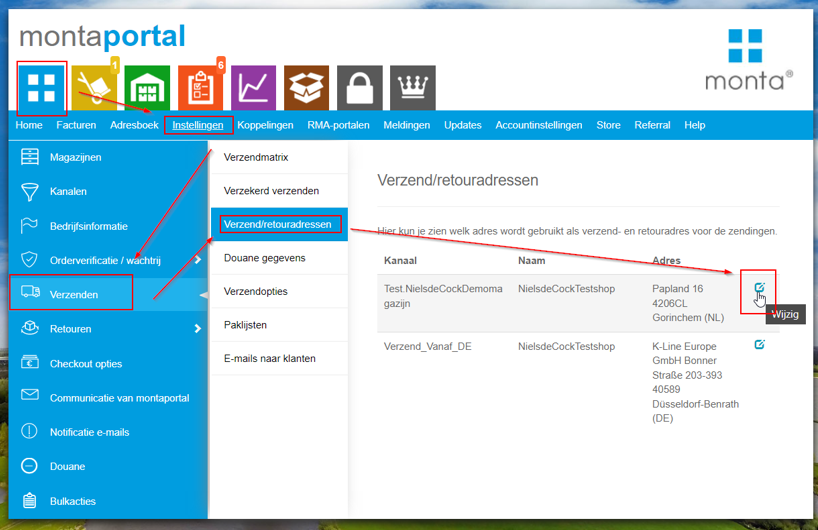 montaportal
1
6
monta®
Home Facturen Adresboek Instellingen Koppelingen RMA-portalen Meldingen Updates Accountinstellingen Store Referral Help
Magazijnen
Kanalen
Bedrijfsinformatie
Orderverificatie / wachtrij
Verzenden
Retouren
Checkout opties
Communicatie van montaportal
Notificatie e-mails
Douane
Bulkacties
Verzendmatrix
Verzekerd verzenden
Verzend/retouradressen
Douane gegevens
Verzendopties
Paklijsten
E-mails naar klanten
Verzend/retouradressen
Hier kun je zien welk adres wordt gebruikt als verzend- en retouradres voor de zendingen.
Kanaal Naam Adres
Test.NielsdeCockDemoma NielsdeCockTestshop Papland 16
gazijn 4206CL
Gorinchem (NL)
Wijzig
Verzend_Vanaf_DE NielsdeCockTestshop K-Line Europe
GmbH Bonner
Straße 203-393
40589
Düsseldorf-Benrath
(DE)